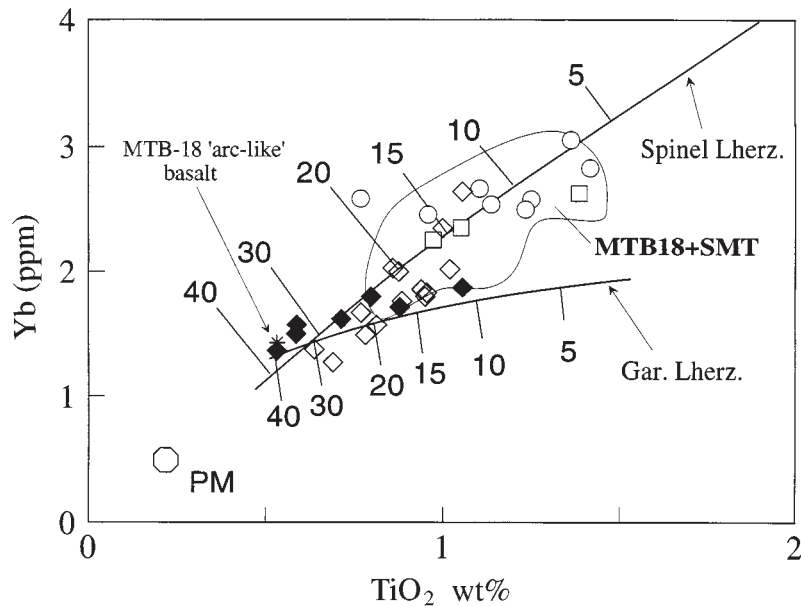 4
5
10
Spinel Lherz.
MTB-18 'arc-like'
basalt
20
15
3
MTB18+SMT
30
Yb (ppm)
2
40
15
10
5
20
Gar. Lherz.
30
40
1
PM
0
0
1
2
TiO₂ wt%